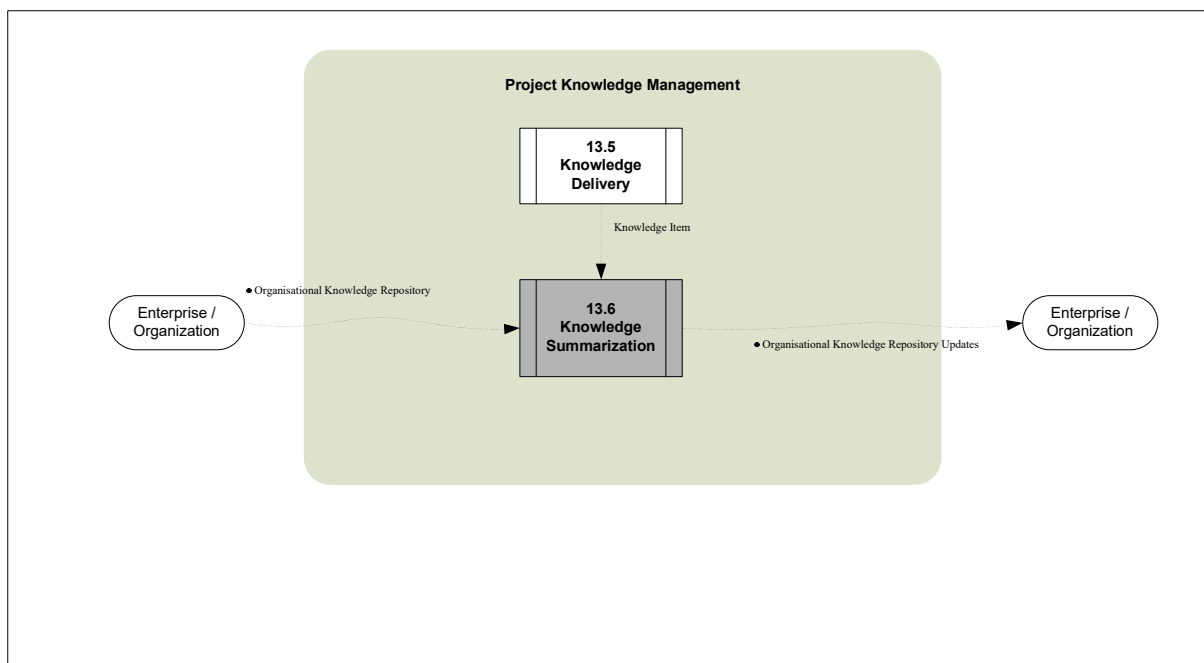 Project Knowledge Management
13.5
Knowledge
Delivery
Knowledge Item
• Organisational Knowledge Repository
Enterprise /
Organization
13.6
Knowledge
Summarization
Enterprise /
Organization
• Organisational Knowledge Repository Updates